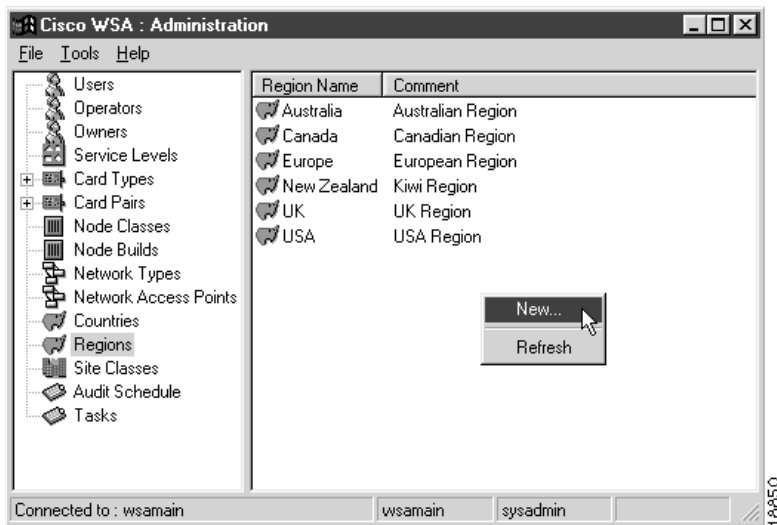 Cisco WSA : Administration
File Tools Help
Users
Operators
Owners
Service Levels
Card Types
Card Pairs
Node Classes
Node Builds
Network Types
Network Access Points
Countries
Regions
Site Classes
Audit Schedule
Tasks
Region Name Comment
Australia Australian Region
Canada Canadian Region
Europe European Region
New Zealand Kiwi Region
UK UK Region
USA USA Region
New...
Refresh
Connected to : wsamain wsamain sysadmin
18850